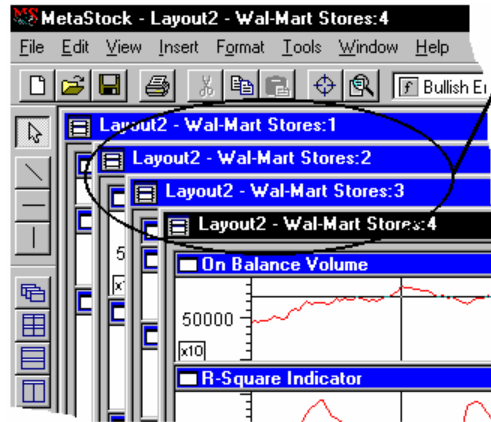 MetaStock - Layout2 - Wal-Mart Stores:4
File Edit View Insert Format Tools Window Help
Bullish
Layout2 - Wal-Mart Stores:1
Layout2 - Wal-Mart Stores:2
Layout2 - Wal-Mart Stores:3
Layout2 - Wal-Mart Stores:4
5
On Balance Volume
50000
x10
R-Square Indicator